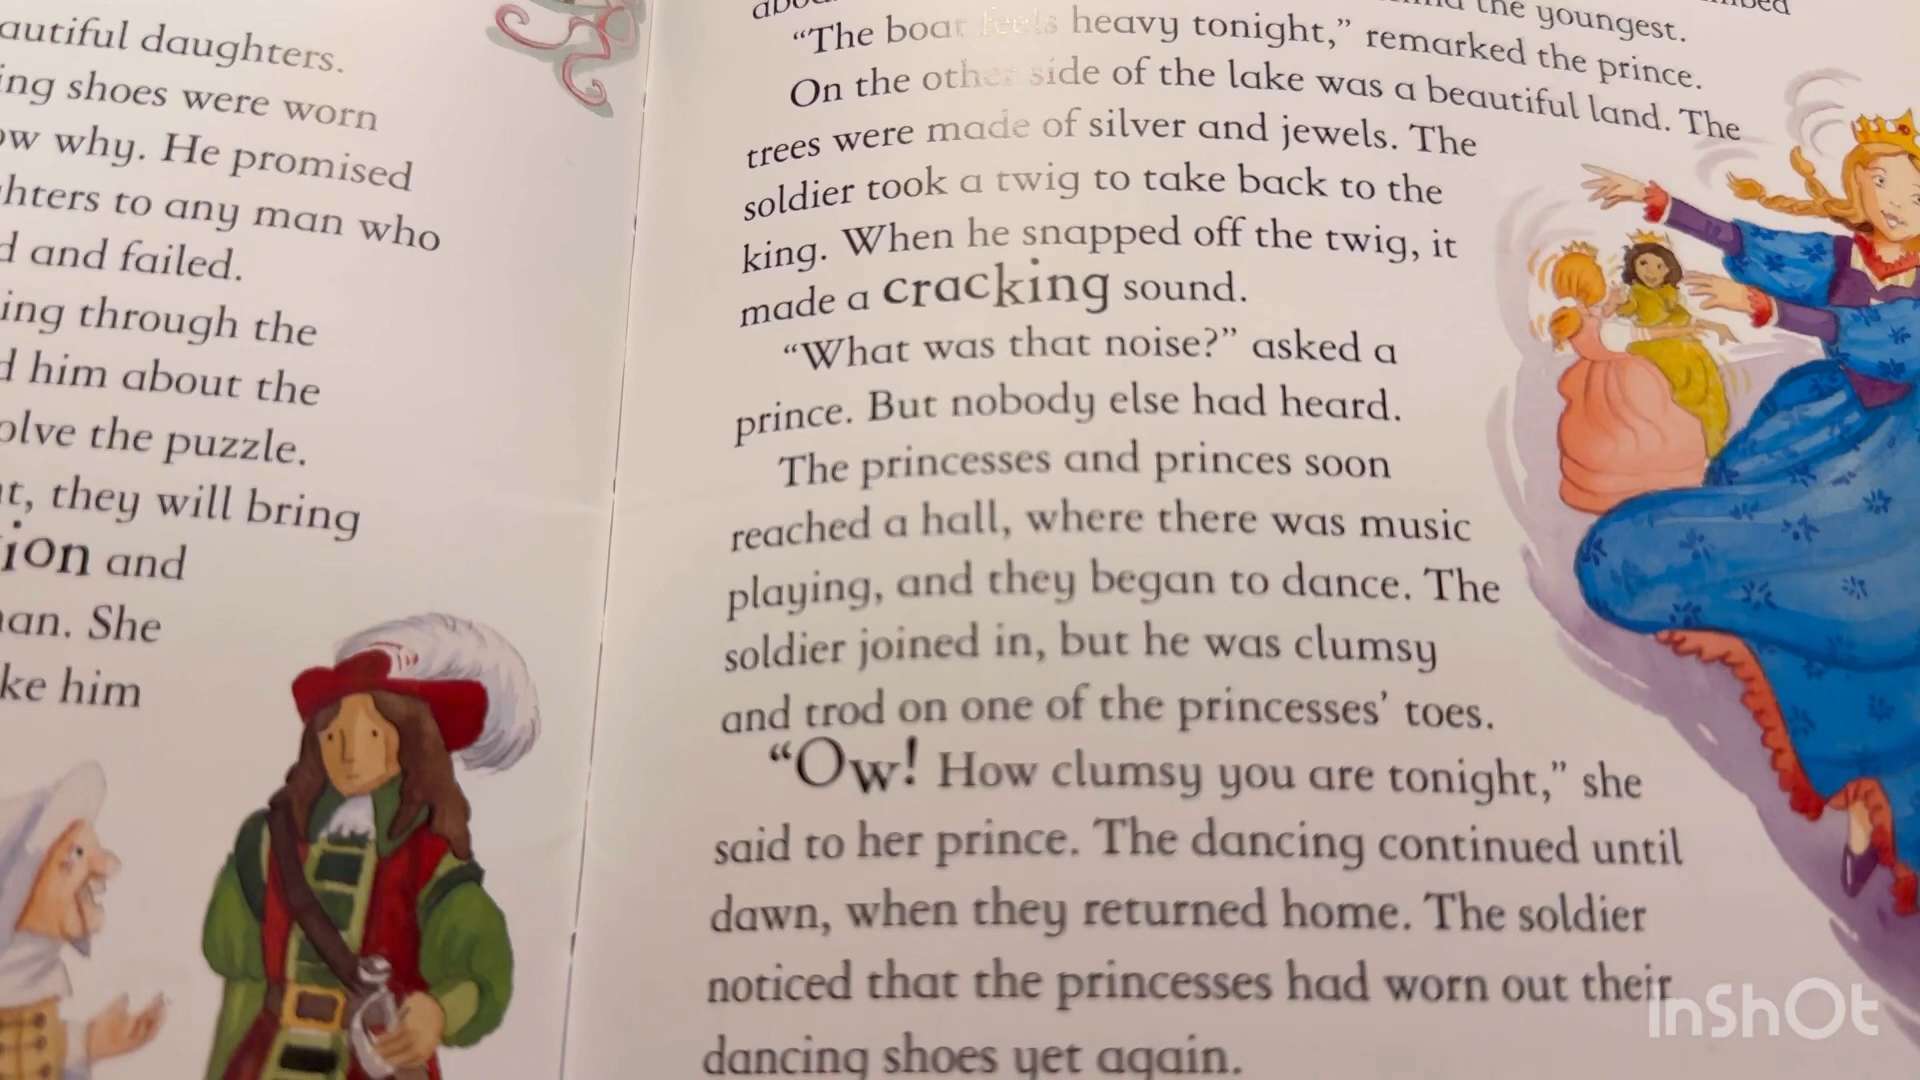 autiful daughters.
ing shoes were worn
ow why. He promised
hters to any man who
d and failed.
ing through the
d him about the
olve the puzzle.
t, they will bring
ion and
an. She
ke him
the youngest.
"The boat feels heavy tonight," remarked the prince.
On the other side of the lake was a beautiful land. The
trees were made of silver and jewels. The
soldier took a twig to take back to the
king. When he snapped off the twig, it
made a cracking sound.
"What was that noise?" asked a
prince. But nobody else had heard.
The princesses and princes soon
reached a hall, where there was music
playing, and they began to dance. The
soldier joined in, but he was clumsy
and trod on one of the princesses' toes.
"Ow! How clumsy you are tonight," she
said to her prince. The dancing continued until
dawn, when they returned home. The soldier
noticed that the princesses had worn out their
dancing shoes yet again.
InShOt